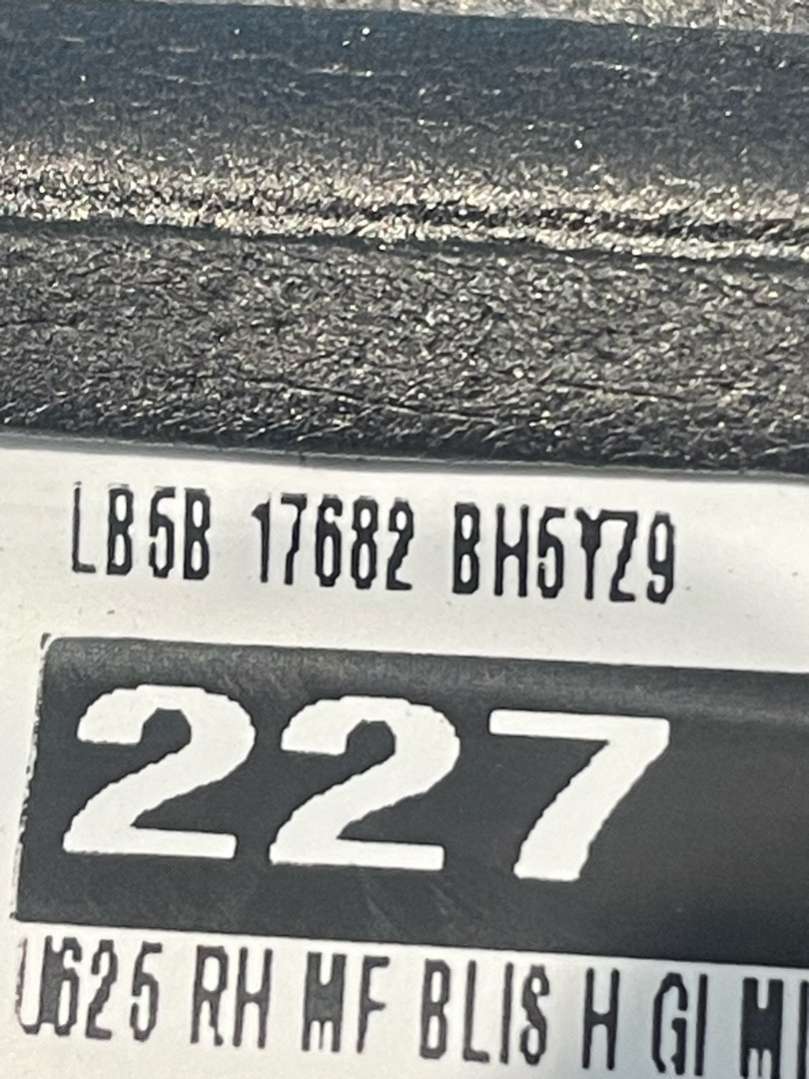 LB5B 17682 BH5YZ9
227
U625 RH MF BLIS H GI